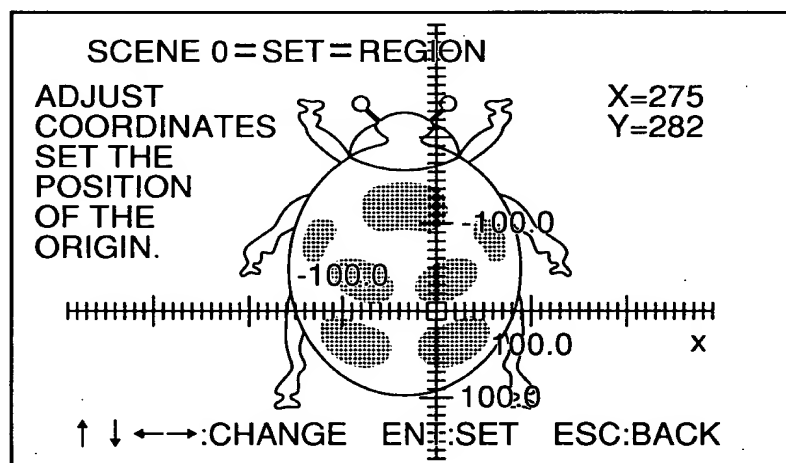 SCENE 0=SET=REGION
ADJUST
COORDINATES
SET THE
POSITION
OF THE
ORIGIN.
X=275
Y=282
-100.0
-100.0
100.0
x
100.0
↑ ↓ ←→:CHANGE EN :SET ESC:BACK